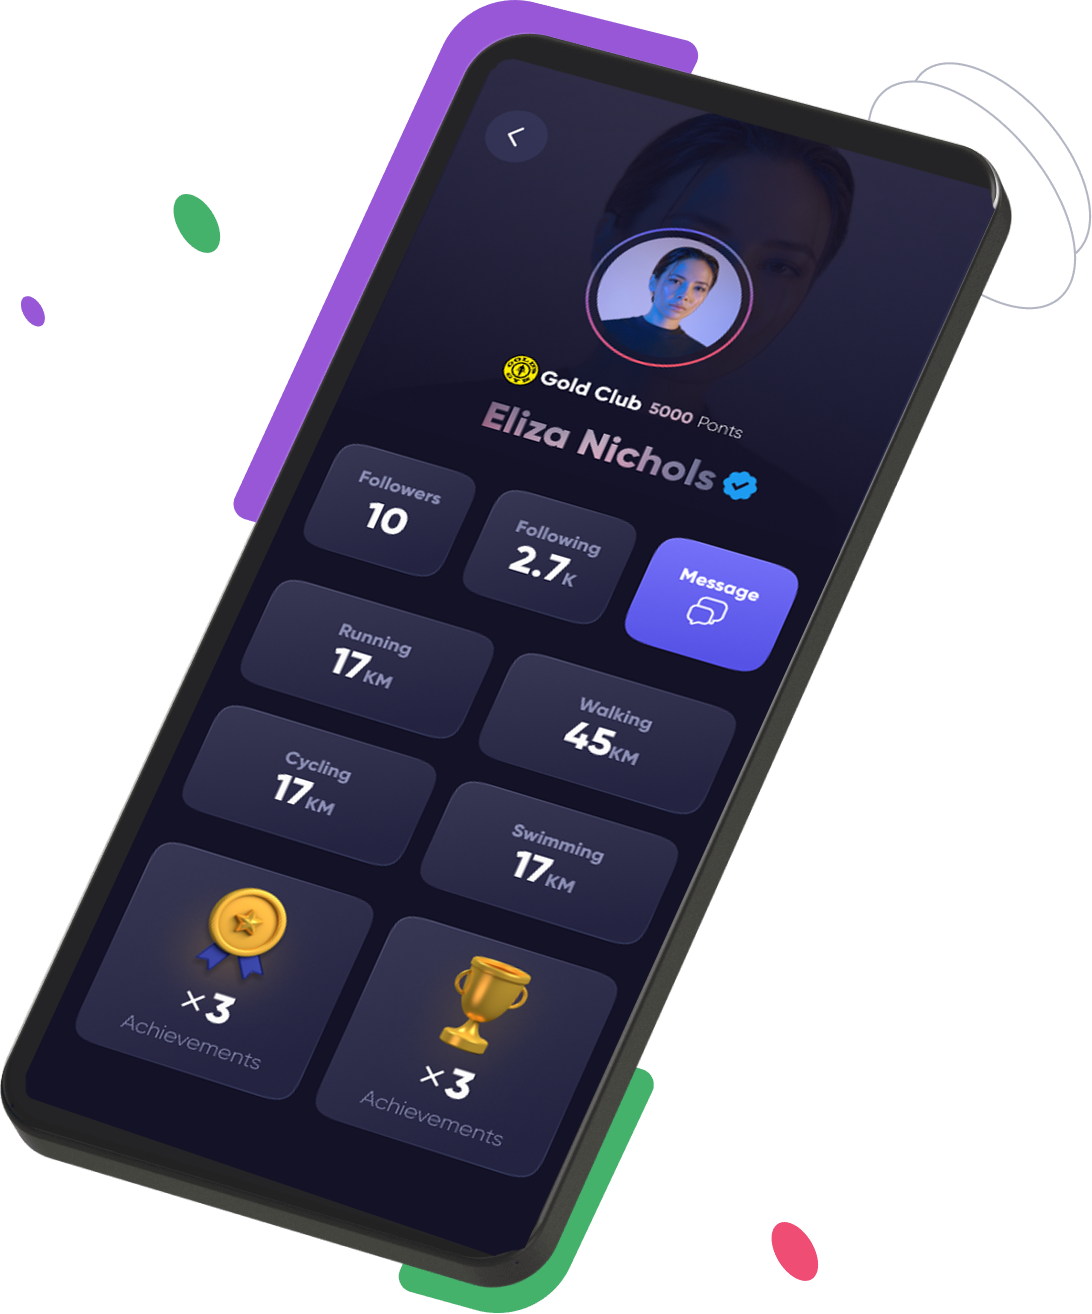 Gold Club 5000 Ponts
Eliza Nichols
Followers
10
Following
2.7K
Message
Running
17KM
Walking
45KM
Cycling
17KM
Swimming
17KM
×3
Achievements
×3
Achievements